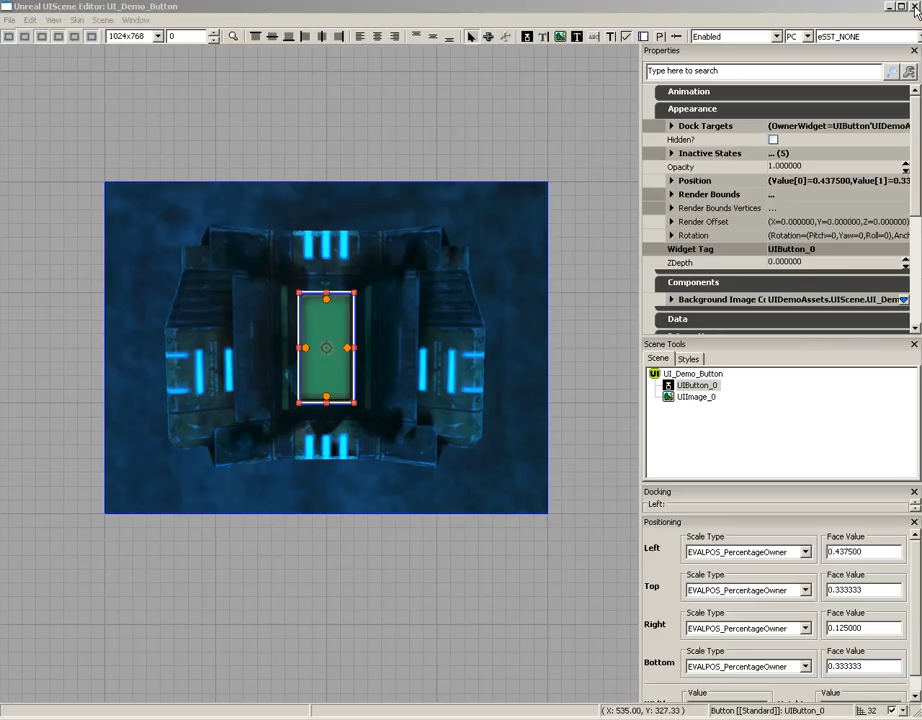 Unreal UIScene Editor: UI_Demo_Button
File Edit View Skin Scene Window
1024x768 0 Enabled PC eSST_NONE
Properties
Type here to search
Animation
Appearance
Dock Targets (OwnerWidget=UIButton'UIDemoA
Hidden?
Inactive States ... (5)
Opacity 1.000000
Position (Value[0]=0.437500,Value[1]=0.33
Render Bounds ...
Render Bounds Vertices ...
Render Offset (X=0.000000,Y=0.000000,Z=0.000000)
Rotation (Rotation=(Pitch=0,Yaw=0,Roll=0),Anc
Widget Tag UIButton_0
ZDepth 0.000000
Components
Background Image Cc UIDemoAssets.UIScene.UI_Dem
Data
Scene Tools
Scene Styles
UI UI_Demo_Button
UIButton_0
UIImage_0
Docking
Left:
Positioning
Scale Type Face Value
Left EVALPOS_PercentageOwner 0.437500
Scale Type Face Value
Top EVALPOS_PercentageOwner 0.333333
Scale Type Face Value
Right EVALPOS_PercentageOwner 0.125000
Scale Type Face Value
Bottom EVALPOS_PercentageOwner 0.333333
Value Value
( X: 535.00, Y: 327.33 ) Button [[Standard]]: UIButton_0 32